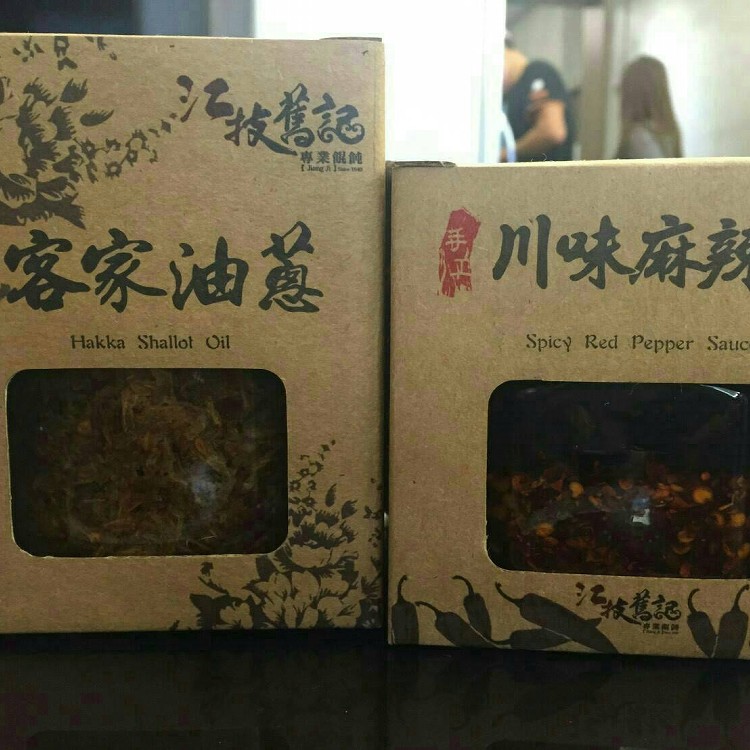 江技舊記
專業餛飩
客家油蔥
Hakka Shallot Oil
手工
川味麻辣
Spicy Red Pepper Sauc
江技舊記
專業餛飩